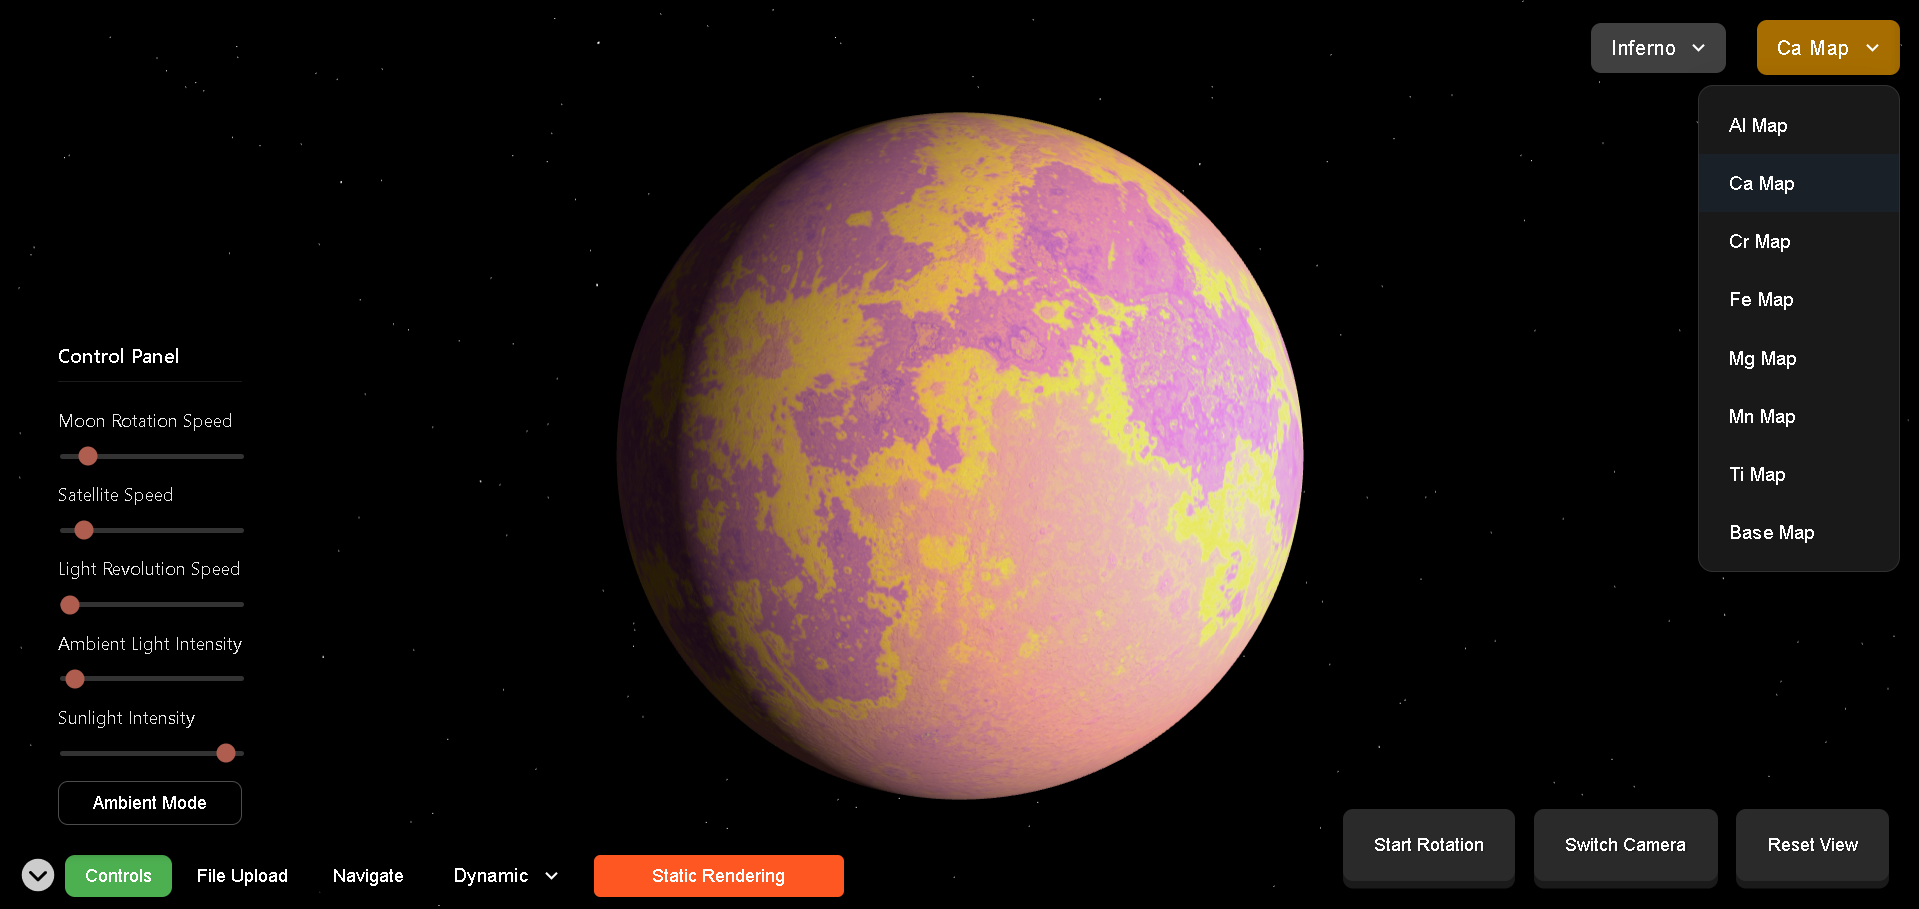 Inferno
Ca Map
Al Map
Ca Map
Cr Map
Fe Map
Mg Map
Mn Map
Ti Map
Base Map
Control Panel
Moon Rotation Speed
Satellite Speed
Light Revolution Speed
Ambient Light Intensity
Sunlight Intensity
Ambient Mode
Controls
File Upload
Navigate
Dynamic
Static Rendering
Start Rotation
Switch Camera
Reset View